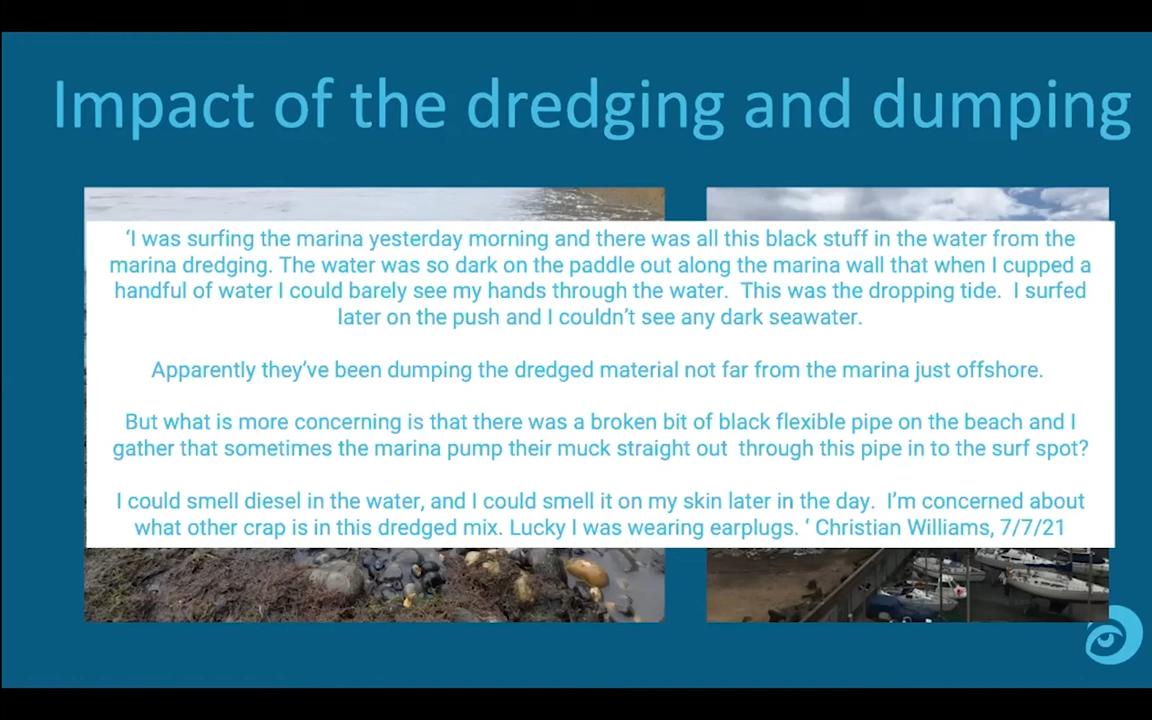 Impact of the dredging and dumping
‘I was surfing the marina yesterday morning and there was all this black stuff in the water from the
marina dredging. The water was so dark on the paddle out along the marina wall that when I cupped a
handful of water I could barely see my hands through the water.  This was the dropping tide.  I surfed
later on the push and I couldn’t see any dark seawater.
Apparently they’ve been dumping the dredged material not far from the marina just offshore.
But what is more concerning is that there was a broken bit of black flexible pipe on the beach and I
gather that sometimes the marina pump their muck straight out  through this pipe in to the surf spot?
I could smell diesel in the water, and I could smell it on my skin later in the day.  I’m concerned about
what other crap is in this dredged mix. Lucky I was wearing earplugs. ‘ Christian Williams, 7/7/21